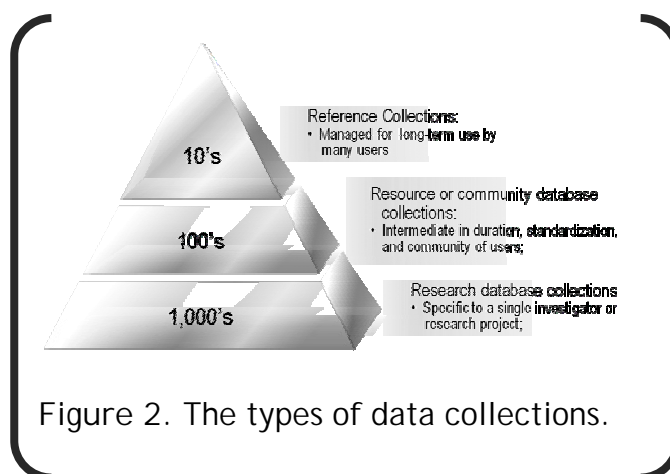 10's
Reference Collections:
• Managed for long-term use by
many users
100's
Resource or community database
collections:
• Intermediate in duration, standardization,
and community of users;
1,000's
Research database collections
• Specific to a single investigator or
research project;
Figure 2. The types of data collections.